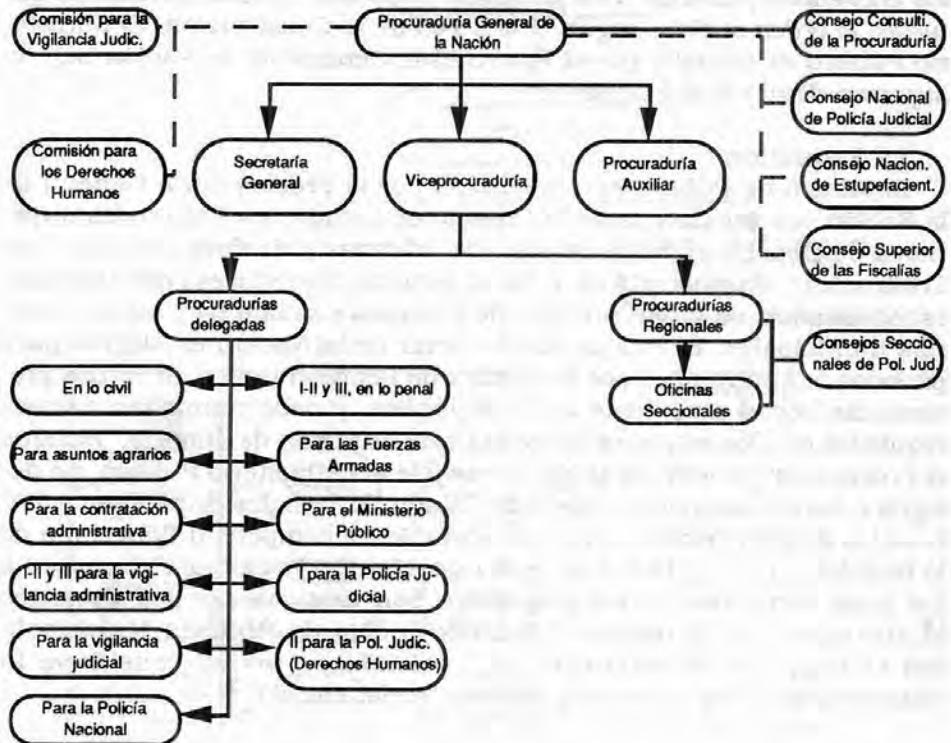 Comisión para la
Vigilancia Judic.
Procuraduría General de
la Nación
Consejo Consulti.
de la Procuraduría
Consejo Nacional
de Policía Judicial
Comisión para
los Derechos
Humanos
Secretaría
General
Viceprocuraduría
Procuraduría
Auxiliar
Consejo Nacion.
de Estupefacient.
Consejo Superior
de las Fiscalías
Procuradurías
delegadas
Procuradurías
Regionales
Consejos Seccio-
nales de Pol. Jud.
Oficinas
Seccionales
En lo civil
I-II y III, en lo penal
Para asuntos agrarios
Para las Fuerzas
Armadas
Para la contratación
administrativa
Para el Ministerio
Público
I-II y III para la vigi-
lancia administrativa
I para la Policía Ju-
dicial
Para la vigilancia
judicial
II para la Pol. Judic.
(Derechos Humanos)
Para la Policía
Nacional